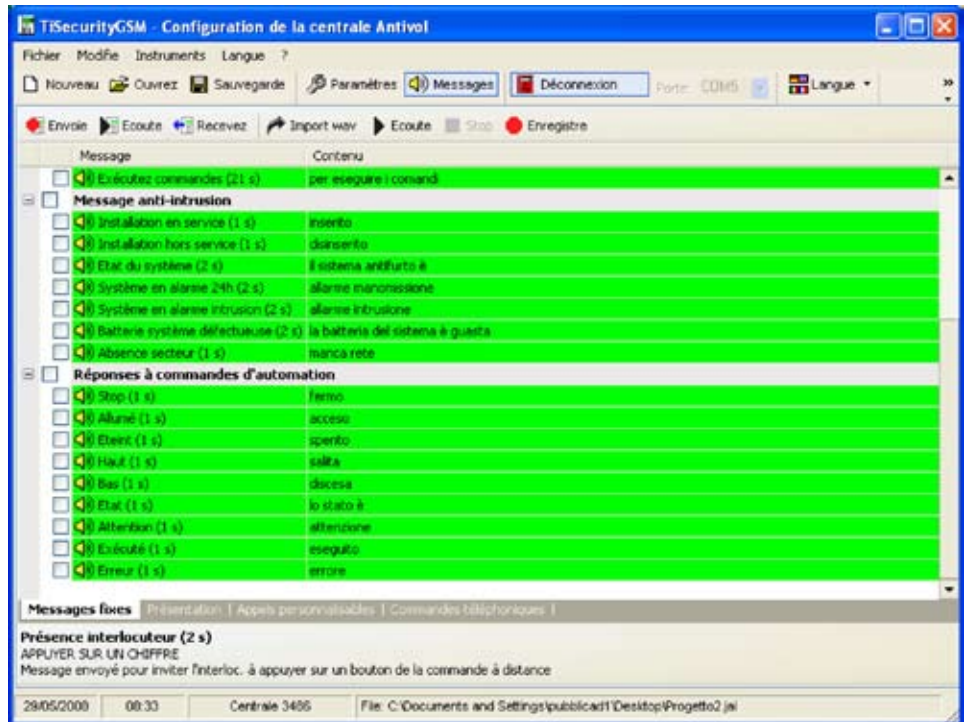 TiSecurityGSM - Configuration de la centrale Antivol
Fichier Modifie Instruments Langue ?
Nouveau Ouvrez Sauvegarde Paramètres Messages Déconnexion Porte: COM5 Langue
Envoie Ecoute Recevez Import wav Ecoute Stop Enregistre
Message Contenu
Exécutez commandes (21 s) per eseguire i comandi
Message anti-intrusion
Installation en service (1 s) inserito
Installation hors service (1 s) disinserito
Etat du système (2 s) il sistema antifurto è
Système en alarme 24h (2 s) allarme manomissione
Système en alarme intrusion (2 s) allarme intrusione
Batterie système défectueuse (2 s) la batteria del sistema è guasta
Absence secteur (1 s) manca rete
Réponses à commandes d'automation
Stop (1 s) fermo
Allumé (1 s) acceso
Eteint (1 s) spento
Haut (1 s) salita
Bas (1 s) discesa
Etat (1 s) lo stato è
Attention (1 s) attenzione
Exécuté (1 s) eseguito
Erreur (1 s) errore
Messages fixes Présentation | Appels personnalisables | Commandes téléphoniques |
Présence interlocuteur (2 s)
APPUYER SUR UN CHIFFRE
Message envoyé pour inviter l'interloc. à appuyer sur un bouton de la commande à distance
29/05/2008 08:33 Centrale 3486 File: C:\Documents and Settings\pubblicad1\Desktop\Progetto2.jal